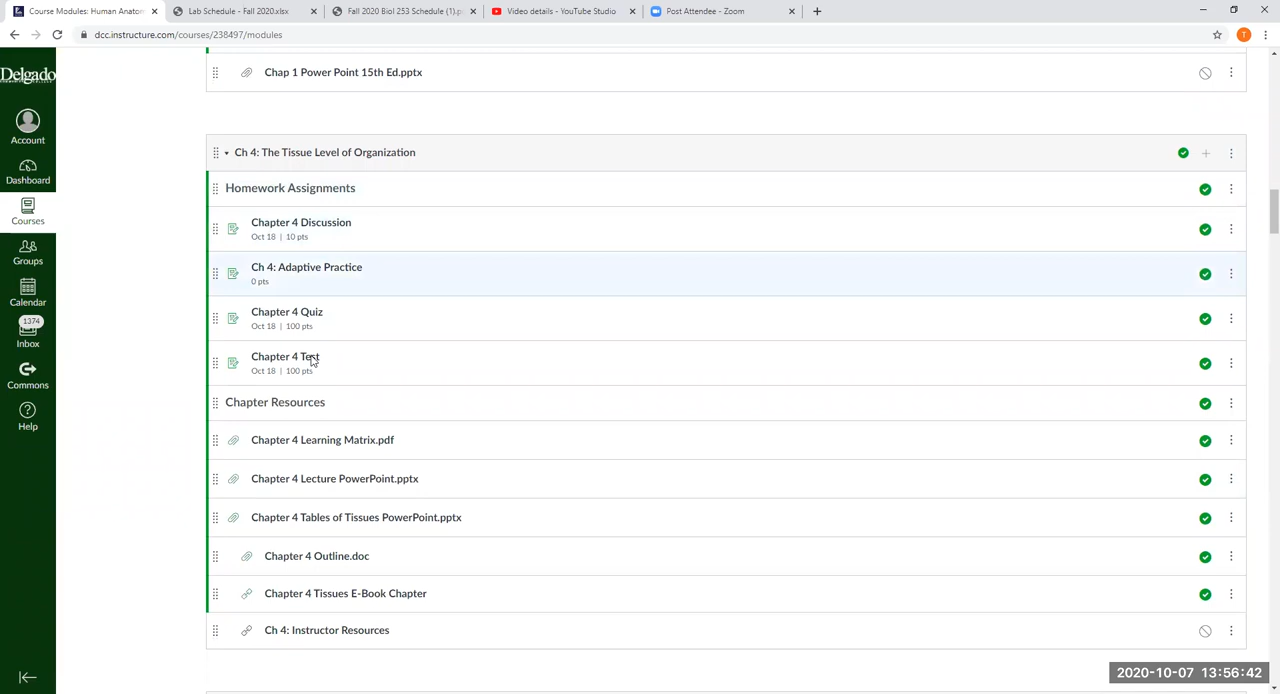 Course Modules: Human Anatom
Lab Schedule - Fall 2020.xlsx
Fall 2020 Biol 253 Schedule (1).p
Video details - YouTube Studio
Post Attendee - Zoom
dcc.instructure.com/courses/238497/modules
T
Delgado
Account
Dashboard
Courses
Groups
Calendar
1374
Inbox
Commons
Help
Chap 1 Power Point 15th Ed.pptx
Ch 4: The Tissue Level of Organization
Homework Assignments
Chapter 4 Discussion
Oct 18 | 10 pts
Ch 4: Adaptive Practice
0 pts
Chapter 4 Quiz
Oct 18 | 100 pts
Chapter 4 Test
Oct 18 | 100 pts
Chapter Resources
Chapter 4 Learning Matrix.pdf
Chapter 4 Lecture PowerPoint.pptx
Chapter 4 Tables of Tissues PowerPoint.pptx
Chapter 4 Outline.doc
Chapter 4 Tissues E-Book Chapter
Ch 4: Instructor Resources
2020-10-07 13:56:42